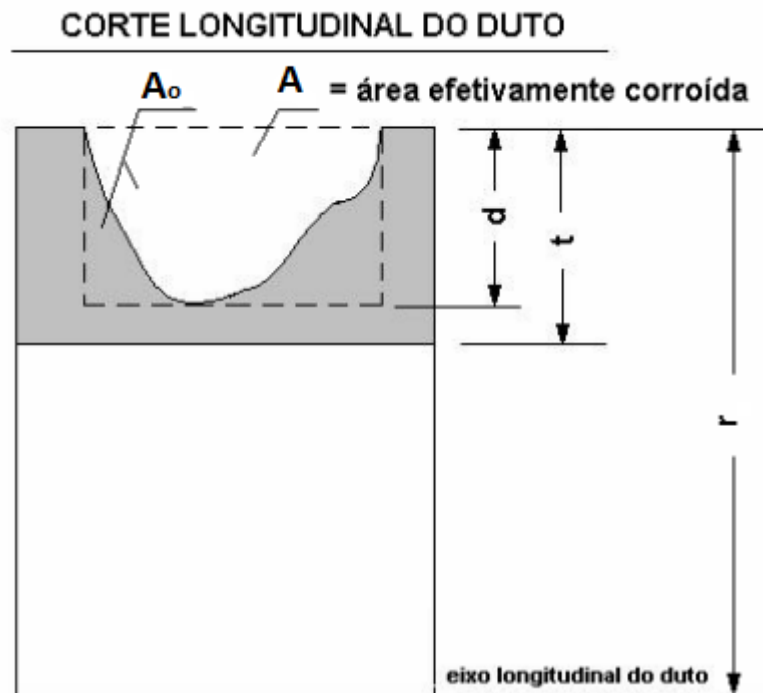 CORTE LONGITUDINAL DO DUTO
Ao A = área efetivamente corroída
d
t
r
eixo longitudinal do duto